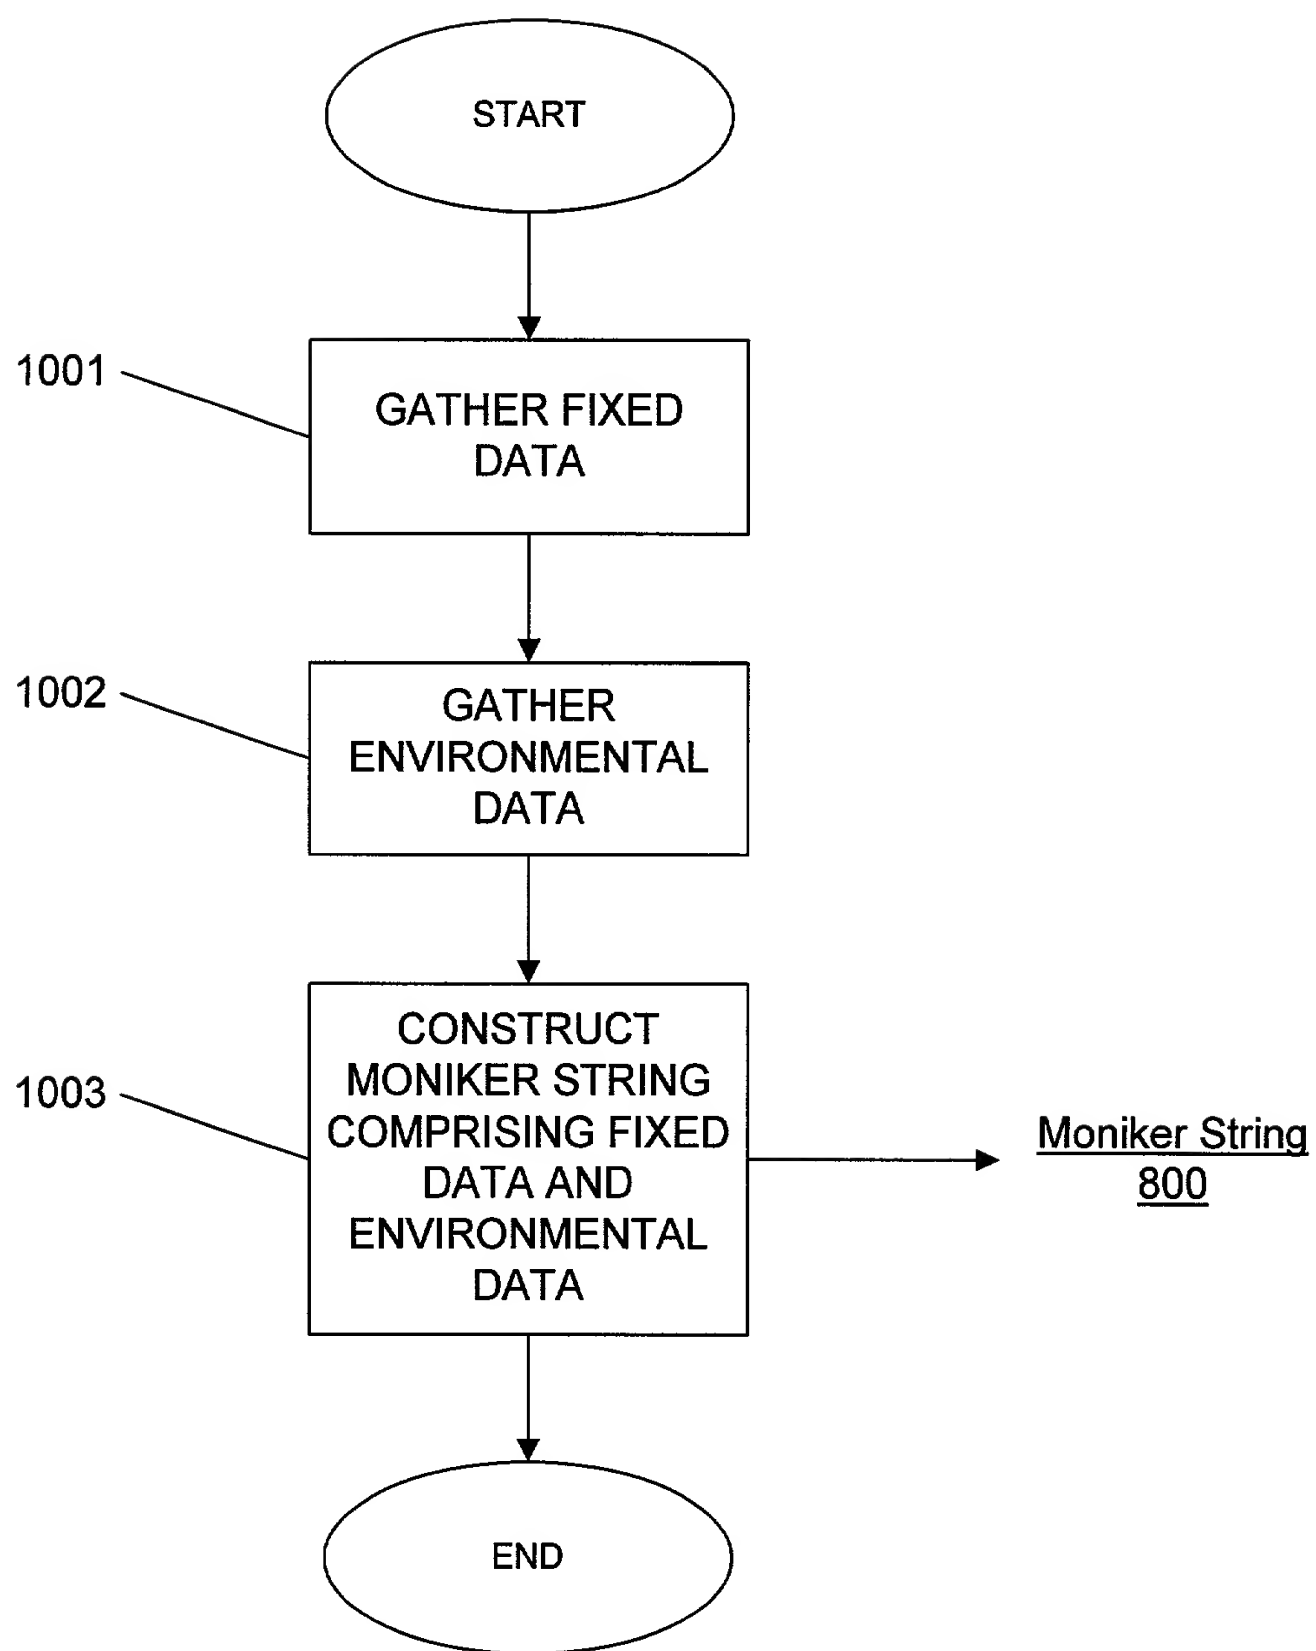 START
1001
GATHER FIXED
DATA
1002
GATHER
ENVIRONMENTAL
DATA
1003
CONSTRUCT
MONIKER STRING
COMPRISING FIXED
DATA AND
ENVIRONMENTAL
DATA
Moniker String
800
END